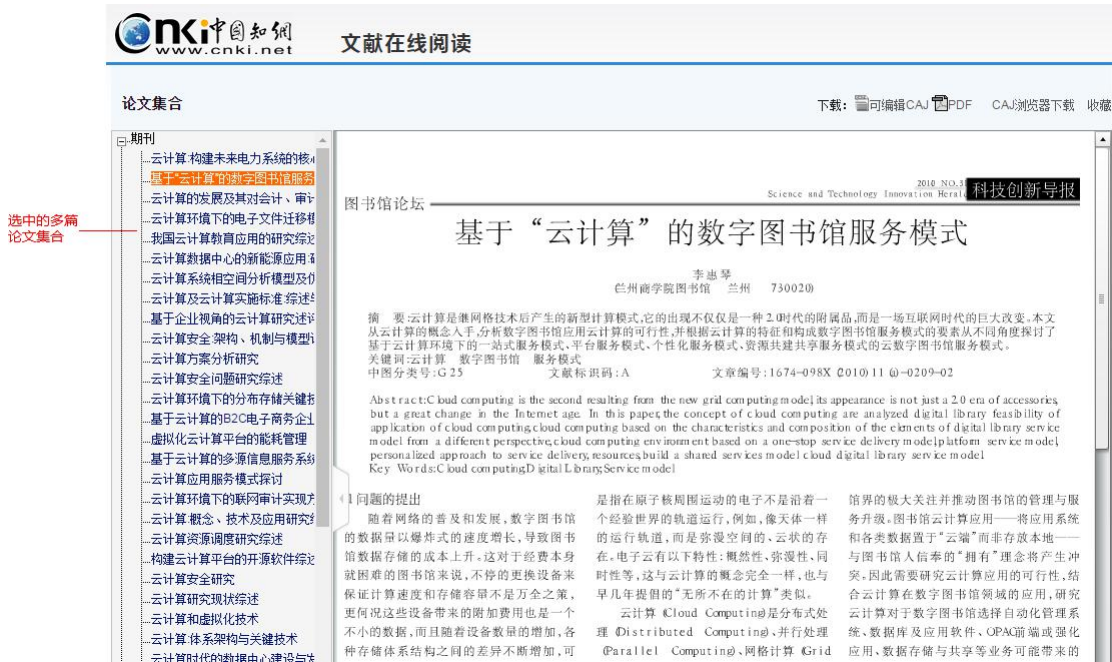 Cnki中国知网
www.cnki.net
文献在线阅读
论文集合
下载: 可编辑CAJ PDF CAJ浏览器下载 收藏
选中的多篇
论文集合
期刊
云计算:构建未来电力系统的核心
基于“云计算”的数字图书馆服务
云计算的发展及其对会计、审计
云计算环境下的电子文件迁移模
我国云计算教育应用的研究综述
云计算数据中心的新能源应用:研
云计算系统相空间分析模型及仿
云计算及云计算实施标准:综述与
基于企业视角的云计算研究述评
云计算安全:架构、机制与模型评
云计算方案分析研究
云计算安全问题研究综述
云计算环境下的分布存储关键技
基于云计算的B2C电子商务企业
虚拟化云计算平台的能耗管理
基于云计算的多源信息服务系统
云计算应用服务模式探讨
云计算环境下的联网审计实现方
云计算:概念、技术及应用研究综
云计算资源调度研究综述
构建云计算平台的开源软件综述
云计算安全研究
云计算研究现状综述
云计算和虚拟化技术
云计算:体系架构与关键技术
云计算时代的数据中心建设与发
图书馆论坛
2010 NO.3
Science and Technology Innovation Herald
科技创新导报
基于“云计算”的数字图书馆服务模式
李惠琴
(兰州商学院图书馆 兰州 730020)
摘 要:云计算是继网格技术后产生的新型计算模式,它的出现不仅仅是一种2.0时代的附属品,而是一场互联网时代的巨大改变。本文
从云计算的概念入手,分析数字图书馆应用云计算的可行性,并根据云计算的特征和构成数字图书馆服务模式的要素从不同角度探讨了
基于云计算环境下的一站式服务模式、平台服务模式、个性化服务模式、资源共建共享服务模式的云数字图书馆服务模式。
关键词:云计算 数字图书馆 服务模式
中图分类号:G25 文献标识码:A 文章编号:1674-098X(2010)11(a)-0209-02
Abstract:Cloud computing is the second resulting from the new grid computing model,its appearance is not just a 2.0 era of accessories,
but a great change in the Internet age. In this paper,the concept of cloud computing are analyzed digital library feasibility of
application of cloud computing,cloud computing based on the characteristics and composition of the elements of digital library service
model from a different perspective,cloud computing environment based on a one-stop service delivery model,platform service model,
personalized approach to service delivery,resources,build a shared services model cloud digital library service model
Key Words:Cloud computing;Digital Library;Service model
1 问题的提出
随着网络的普及和发展,数字图书馆
的数据量以爆炸式的速度增长,导致图书
馆数据存储的成本上升。这对于经费本身
就困难的图书馆来说,不停的更换设备来
保证计算速度和存储容量不是万全之策,
更何况这些设备带来的附加费用也是一个
不小的数据,而且随着设备数量的增加,各
种存储体系结构之间的差异不断增加,可
是指在原子核周围运动的电子不是沿着一
个经验世界的轨道运行,例如,像天体一样
的运行轨道,而是弥漫空间的、云状的存
在。电子云有以下特性:概然性、弥漫性、同
时性等,这与云计算的概念完全一样,也与
早几年提倡的“无所不在的计算”类似。
云计算(Cloud Computing)是分布式处
理(Distributed Computing)、并行处理
(Parallel Computing)、网格计算(Grid
馆界的极大关注并推动图书馆的管理与服
务升级。图书馆云计算应用——将应用系统
和各类数据置于“云端”而非存放本地——
与图书馆人信奉的“拥有”理念将产生冲
突。因此需要研究云计算应用的可行性,结
合云计算在数字图书馆领域的应用,研究
云计算对于数字图书馆选择自动化管理系
统、数据库及应用软件、OPAC前端或强化
应用、数据存储与共享等业务可能带来的